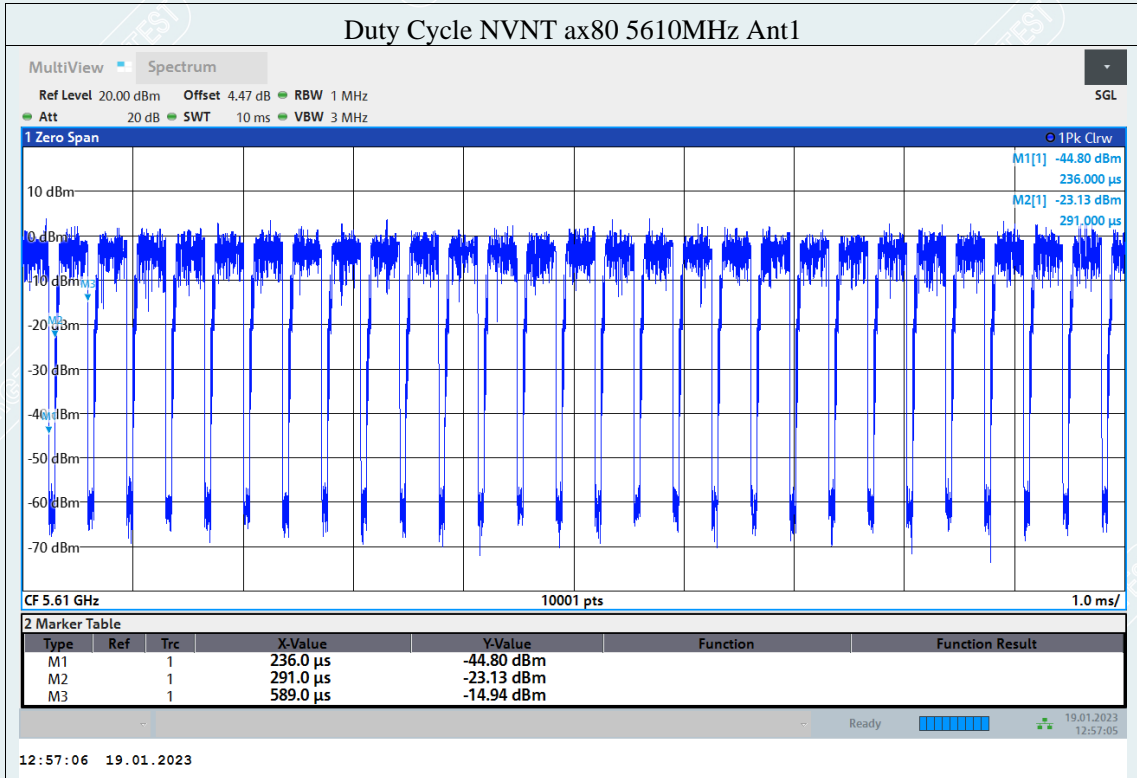 Duty Cycle NVNT ax80 5610MHz Ant1
MultiView Spectrum
Ref Level 20.00 dBm Offset 4.47 dB RBW 1 MHz SGL
Att 20 dB SWT 10 ms VBW 3 MHz
1 Zero Span 1Pk Clrw
M1[1] -44.80 dBm
236.000 µs
10 dBm
M2[1] -23.13 dBm
291.000 µs
0 dBm
-10 dBm
M3
-20 dBm
M2
-30 dBm
-40 dBm
M1
-50 dBm
-60 dBm
-70 dBm
CF 5.61 GHz 10001 pts 1.0 ms/
2 Marker Table
Type Ref Trc X-Value Y-Value Function Function Result
M1 1 236.0 µs -44.80 dBm
M2 1 291.0 µs -23.13 dBm
M3 1 589.0 µs -14.94 dBm
Ready 19.01.2023
12:57:05
12:57:06 19.01.2023